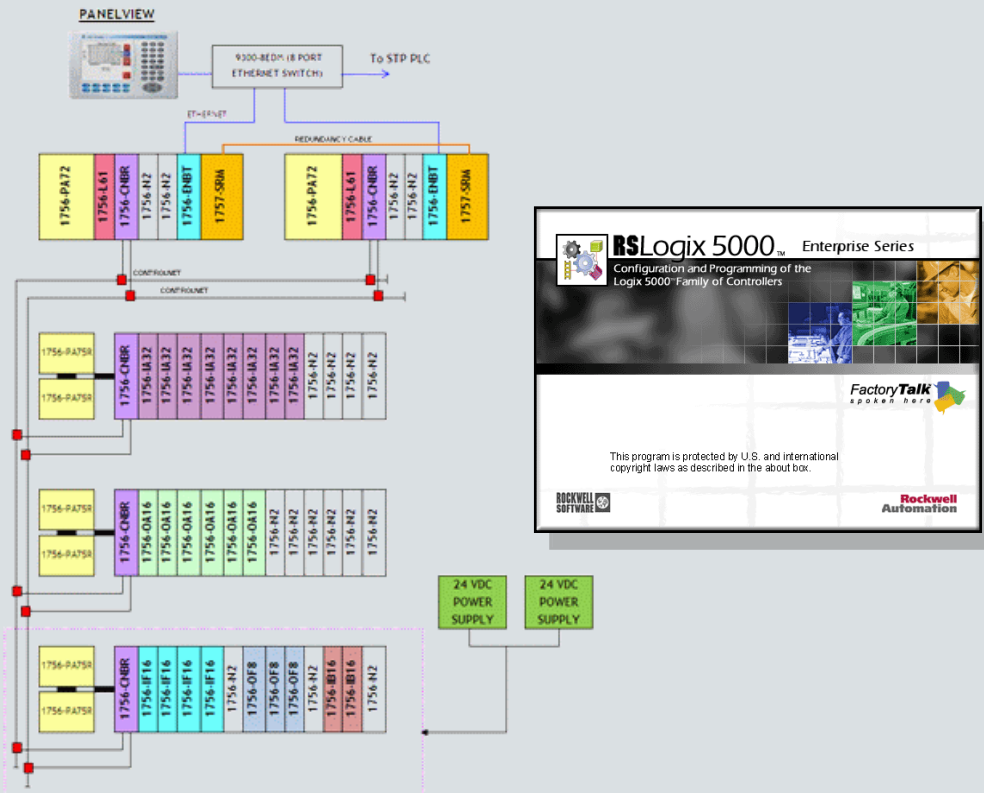 PANELVIEW
9300-8EDM (8 PORT
ETHERNET SWITCH)
To STP PLC
ETHERNET
REDUNDANCY CABLE
1756-PA72
1756-L61
1756-CNBR
1756-N2
1756-N2
1756-ENBT
1757-SRM
1756-PA72
1756-L61
1756-CNBR
1756-N2
1756-N2
1756-ENBT
1757-SRM
CONTROLNET
CONTROLNET
1756-PA75R
1756-PA75R
1756-CNBR
1756-IA32
1756-IA32
1756-IA32
1756-IA32
1756-IA32
1756-IA32
1756-IA32
1756-IA32
1756-N2
1756-N2
1756-N2
1756-N2
1756-PA75R
1756-PA75R
1756-CNBR
1756-OA16
1756-OA16
1756-OA16
1756-OA16
1756-OA16
1756-OA16
1756-N2
1756-N2
1756-N2
1756-N2
1756-N2
1756-N2
1756-PA75R
1756-PA75R
1756-CNBR
1756-IF16
1756-IF16
1756-IF16
1756-IF16
1756-N2
1756-OF8
1756-OF8
1756-OF8
1756-N2
1756-IB16
1756-IB16
1756-N2
24 VDC
POWER
SUPPLY
24 VDC
POWER
SUPPLY
RSLogix 5000™ Enterprise Series
Configuration and Programming of the
Logix 5000™ Family of Controllers
FactoryTalk
spoken here
This program is protected by U.S. and international
copyright laws as described in the about box.
ROCKWELL
SOFTWARE
Rockwell
Automation